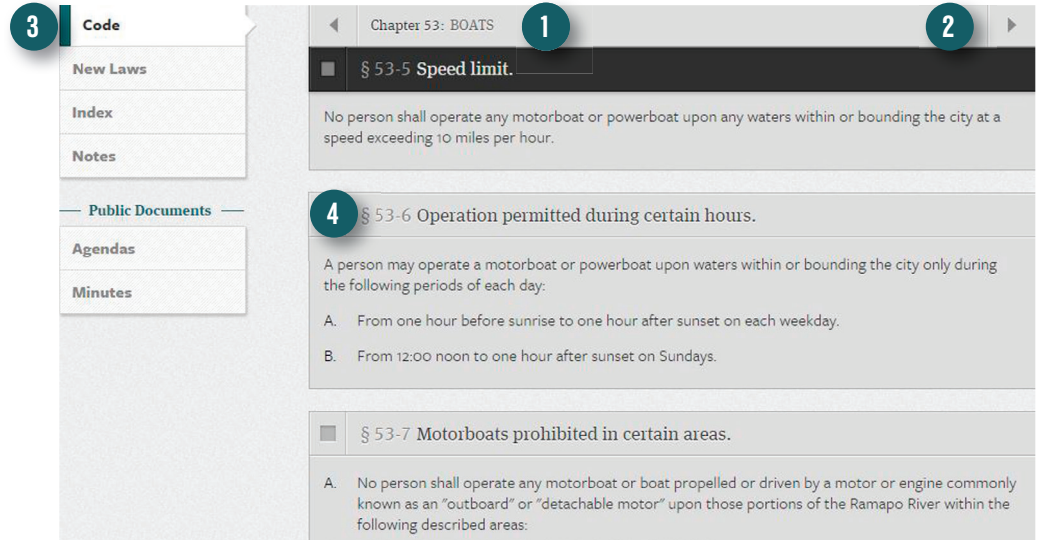 3
Code
New Laws
Index
Notes
Public Documents
Agendas
Minutes
Chapter 53: BOATS
1
2
§ 53-5 Speed limit.
No person shall operate any motorboat or powerboat upon any waters within or bounding the city at a
speed exceeding 10 miles per hour.
4
§ 53-6 Operation permitted during certain hours.
A person may operate a motorboat or powerboat upon waters within or bounding the city only during
the following periods of each day:
A. From one hour before sunrise to one hour after sunset on each weekday.
B. From 12:00 noon to one hour after sunset on Sundays.
§ 53-7 Motorboats prohibited in certain areas.
A. No person shall operate any motorboat or boat propelled or driven by a motor or engine commonly
known as an "outboard" or "detachable motor" upon those portions of the Ramapo River within the
following described areas: